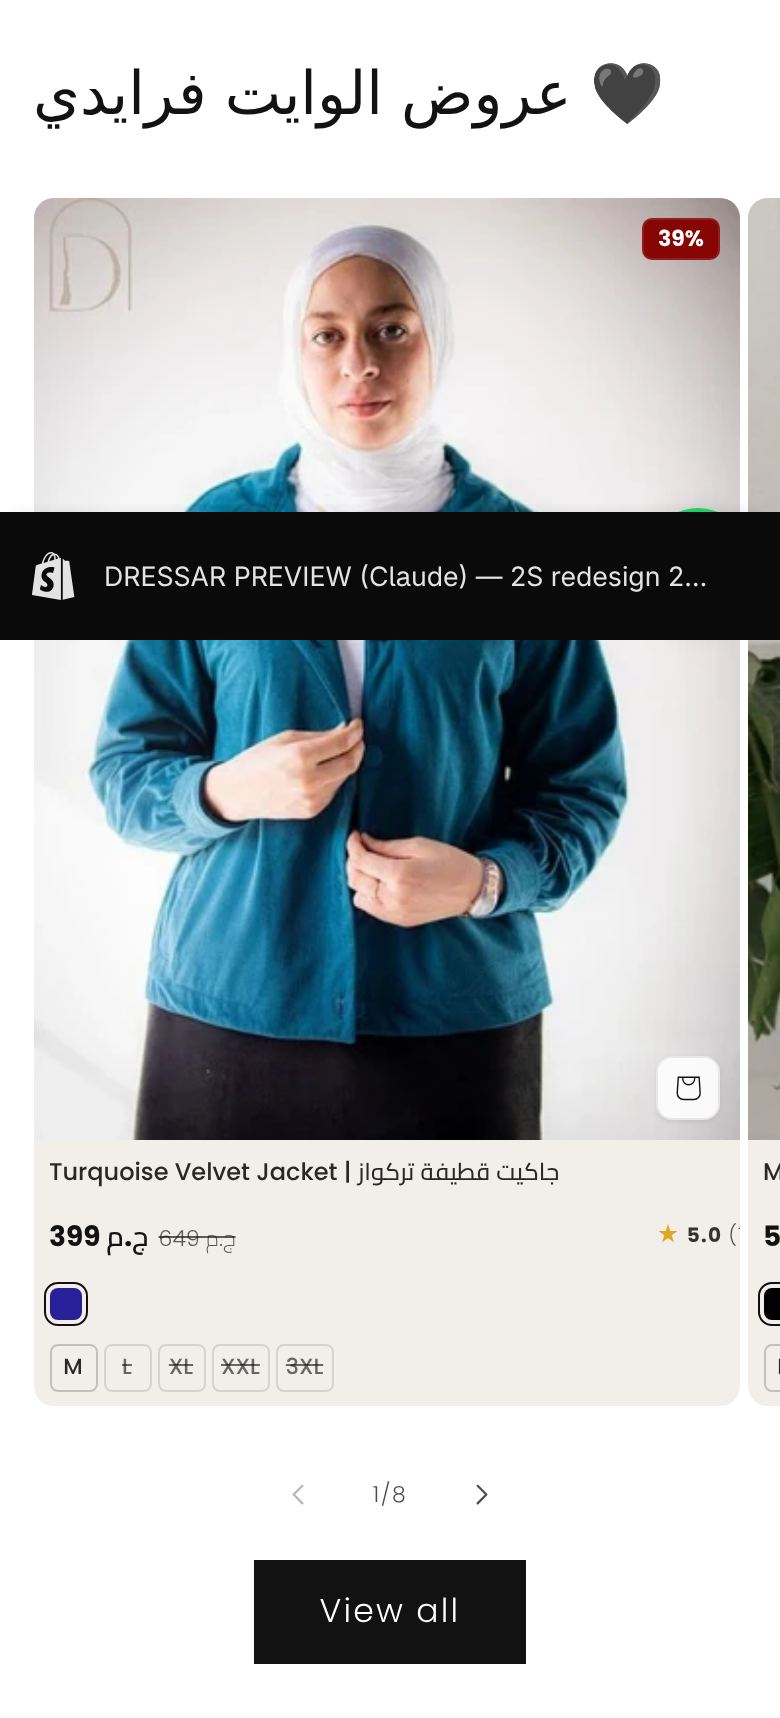 عروض الوايت فرايدي 🖤
39%
DRESSAR PREVIEW (Claude) — 2S redesign 2...
Turquoise Velvet Jacket | جاكيت قطيفة تركواز
399 ج.م 649 ج.م ★ 5.0
M L XL XXL 3XL
1/8
View all